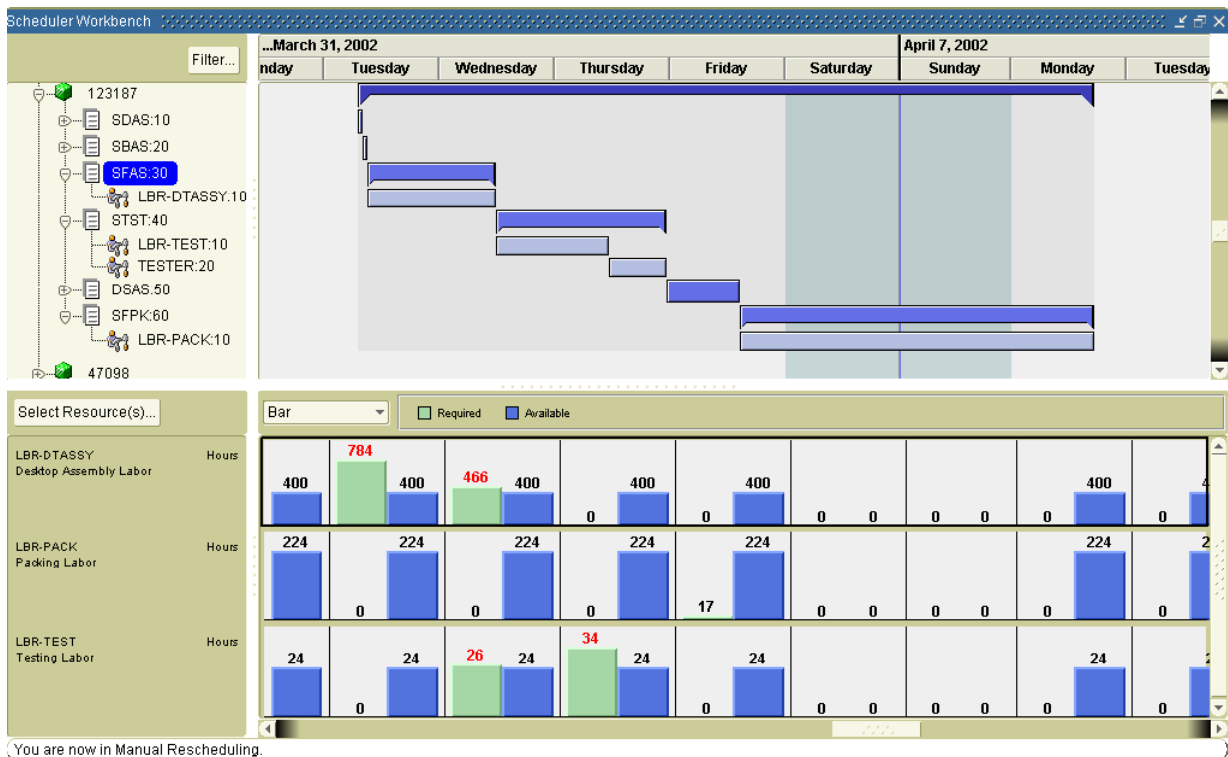 Scheduler Workbench
Filter...
...March 31, 2002 April 7, 2002
nday Tuesday Wednesday Thursday Friday Saturday Sunday Monday Tuesday
123187
SDAS:10
SBAS:20
SFAS:30
LBR-DTASSY:10
STST:40
LBR-TEST:10
TESTER:20
DSAS:50
SFPK:60
LBR-PACK:10
47098
Select Resource(s)... Bar Required Available
LBR-DTASSY Hours
Desktop Assembly Labor
784
466
400 400 400 400 400 400 4
0 0 0 0 0 0 0 0
LBR-PACK Hours
Packing Labor
224 224 224 224 224 224 2
0 0 0 17 0 0 0 0 0 0
LBR-TEST Hours
Testing Labor
34
26
24 24 24 24 24 24 2
0 0 0 0 0 0 0 0
You are now in Manual Rescheduling.